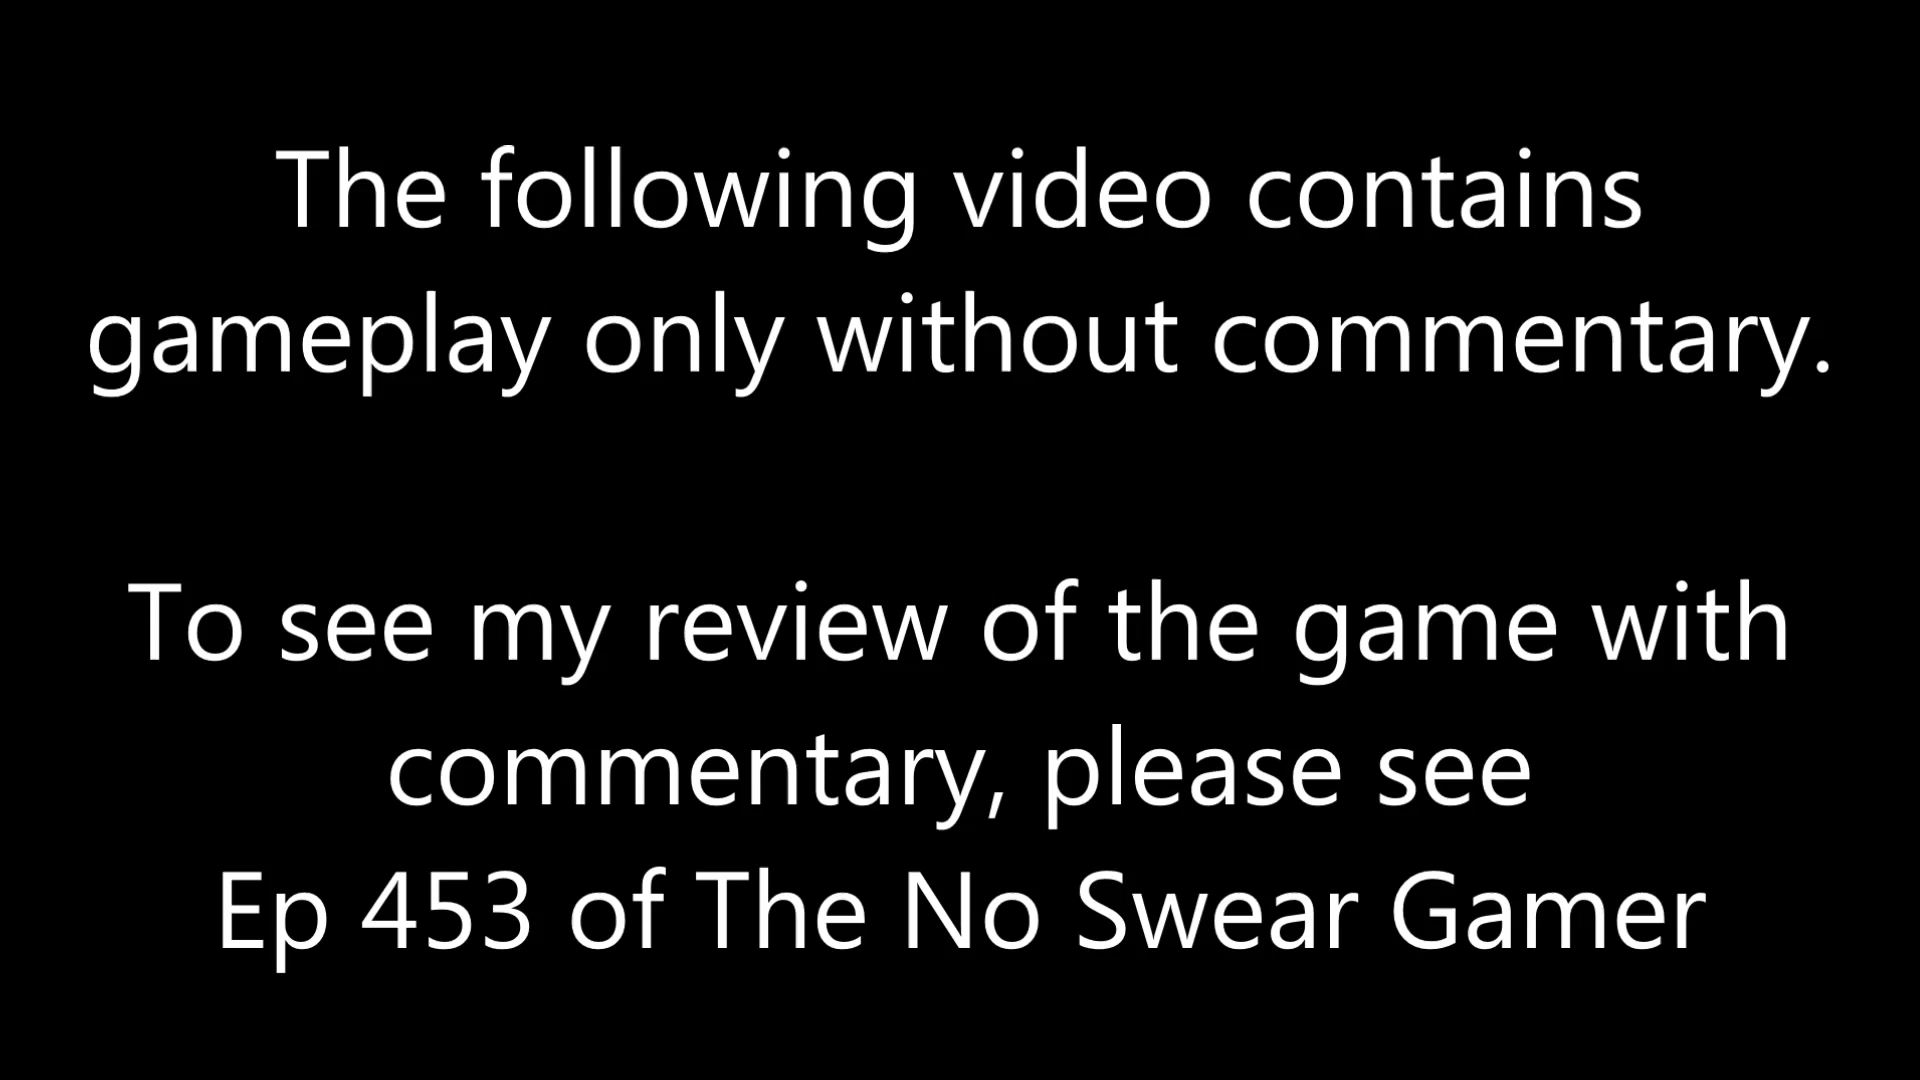 The following video contains
gameplay only without commentary.
To see my review of the game with
commentary, please see
Ep 453 of The No Swear Gamer